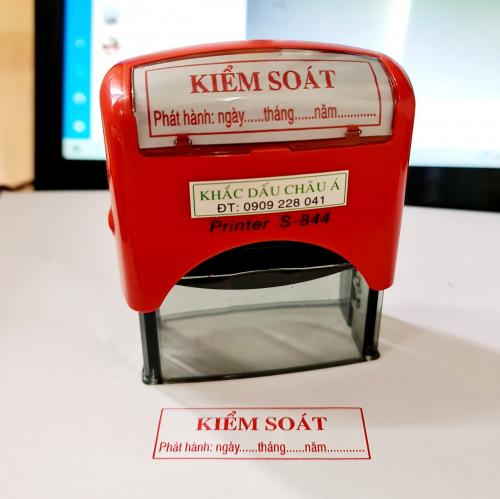 KIỂM SOÁT
Phát hành: ngày......tháng......năm............
KHẮC DẤU CHÂU Á
ĐT: 0909 228 041
Printer S-844
KIỂM SOÁT
Phát hành: ngày......tháng......năm............